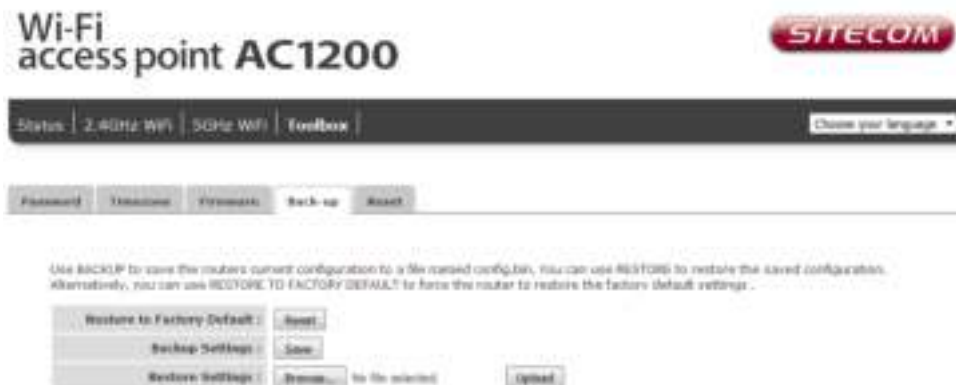 Wi-Fi
access point AC1200
SITECOM
Status | 2.4GHz WiFi | 5GHz WiFi | Toolbox |
Choose your language
Password Timezone Firmware Back-up Reset
Use BACKUP to save the routers current configuration to a file named config.bin, You can use RESTORE to restore the saved configuration.
Alternatively, you can use RESTORE TO FACTORY DEFAULT to force the router to restore the factory default settings .
Restore to Factory Default : Reset
Backup Settings : Save
Restore Settings : Browse... No file selected. Upload